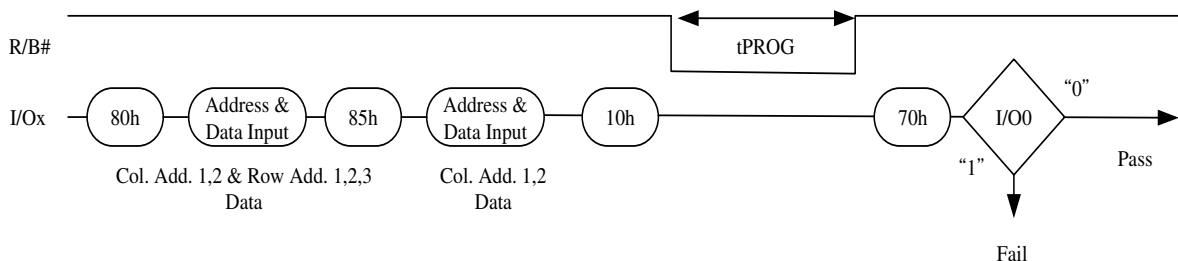 R/B#
tPROG
I/Ox
80h
Address &
Data Input
85h
Address &
Data Input
10h
70h
I/O0
“0”
“1”
Pass
Col. Add. 1,2 & Row Add. 1,2,3
Data
Col. Add. 1,2
Data
Fail